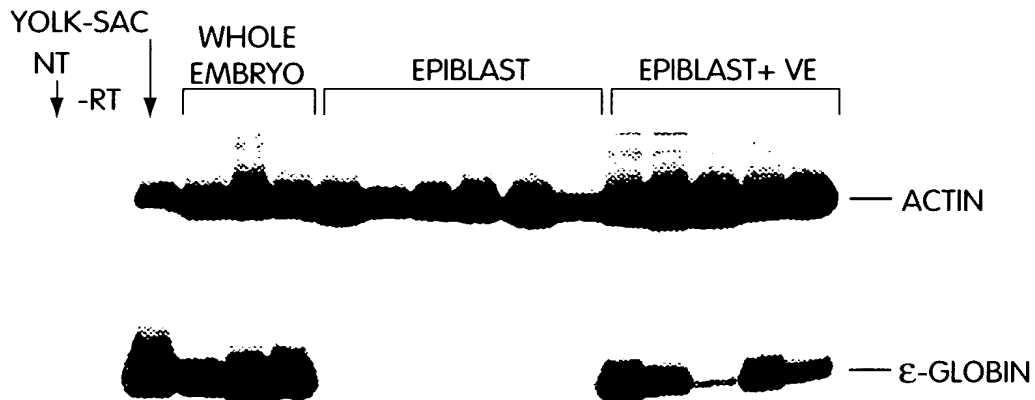 YOLK-SAC
NT
-RT
WHOLE
EMBRYO
EPIBLAST
EPIBLAST+ VE
ACTIN
ε-GLOBIN